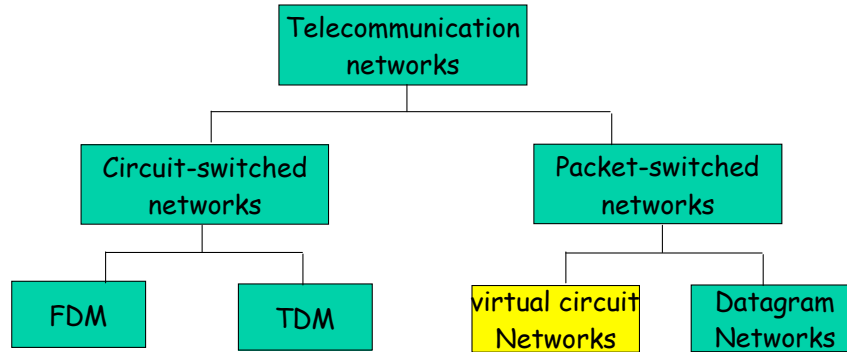 Telecommunication
networks
Circuit-switched
networks
Packet-switched
networks
FDM
TDM
virtual circuit
Networks
Datagram
Networks